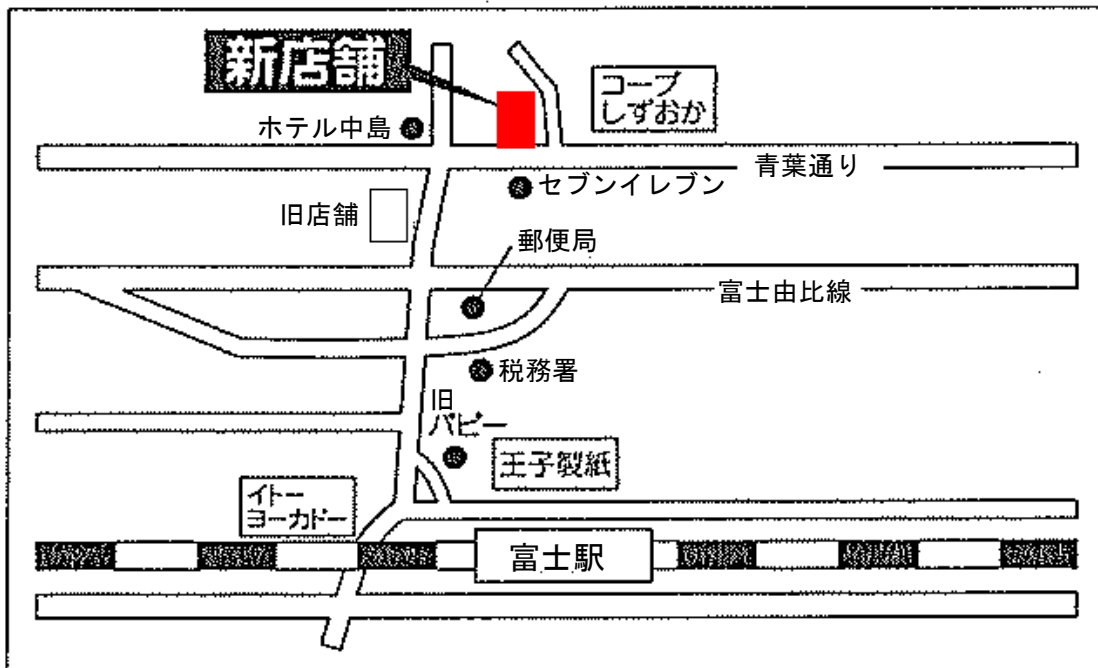 新店舗
コープ
しずおか
ホテル中島
青葉通り
セブンイレブン
旧店舗
郵便局
富士由比線
税務署
旧
パピー
王子製紙
イトー
ヨーカドー
富士駅